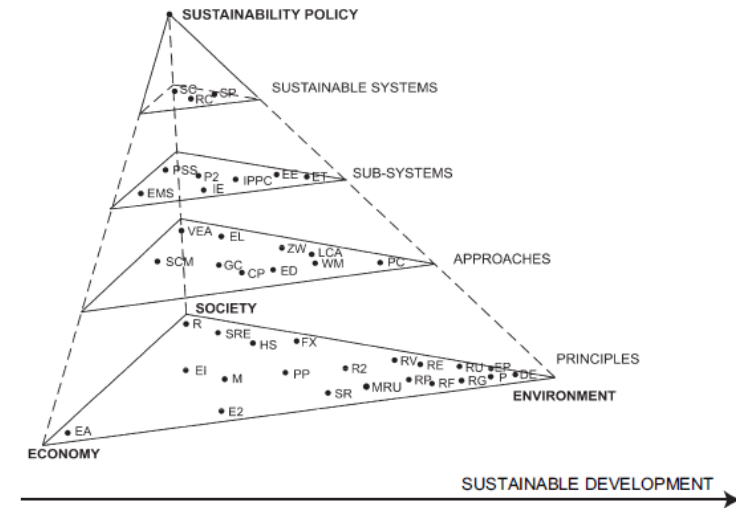 SUSTAINABILITY POLICY
SUSTAINABLE SYSTEMS
SC
RC
SP
SUB-SYSTEMS
PSS
P2
IPPC
EE
ET
EMS
IE
APPROACHES
VEA
EL
ZW
LCA
SCM
GC
CP
ED
WM
PC
SOCIETY
PRINCIPLES
R
SRE
HS
FX
EI
M
PP
R2
RV
RE
RU
EP
SR
MRU
RP
RF
RG
P
DE
E2
EA
ENVIRONMENT
ECONOMY
SUSTAINABLE DEVELOPMENT